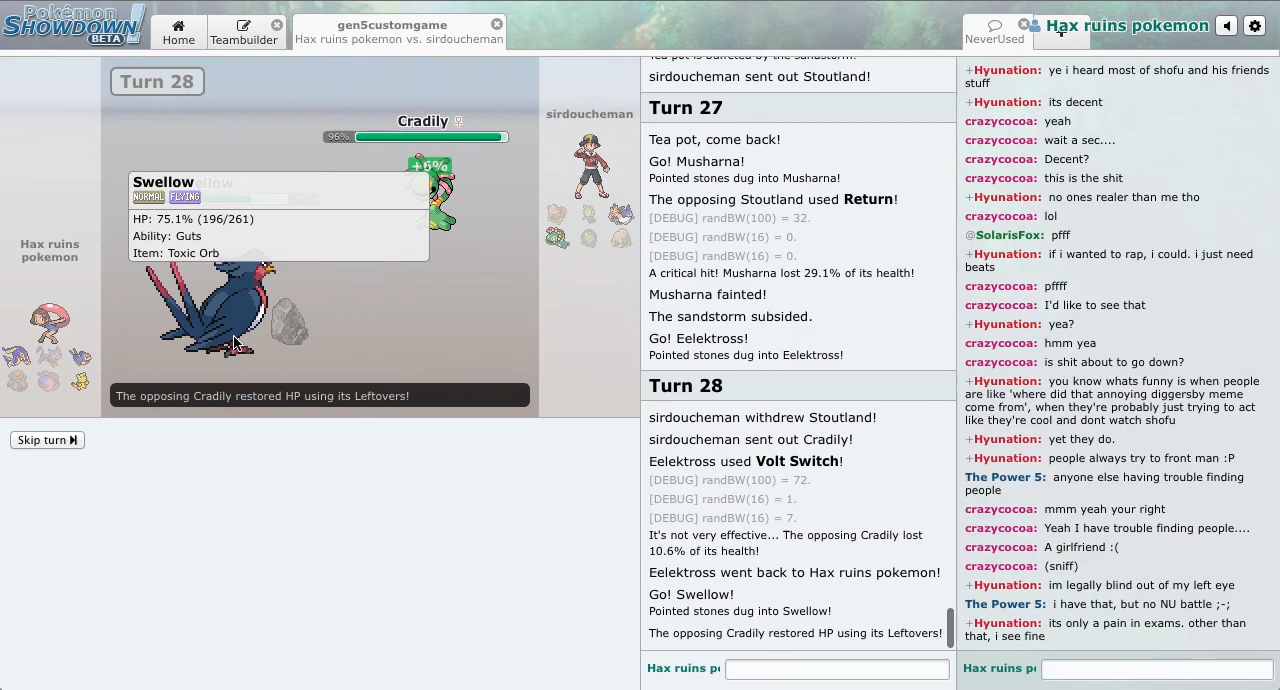 Pokémon
SHOWDOWN!
BETA
Home
Teambuilder
gen5customgame
Hax ruins pokemon vs. sirdoucheman
NeverUsed
Hax ruins pokemon
Turn 28
Cradily ♀
96%
+6%
sirdoucheman
Swellow
NORMAL FLYING
HP: 75.1% (196/261)
Ability: Guts
Item: Toxic Orb
Hax ruins
pokemon
The opposing Cradily restored HP using its Leftovers!
Skip turn
Tea pot is buffeted by the sandstorm!
sirdoucheman sent out Stoutland!
Turn 27
Tea pot, come back!
Go! Musharna!
Pointed stones dug into Musharna!
The opposing Stoutland used Return!
[DEBUG] randBW(100) = 32.
[DEBUG] randBW(16) = 0.
[DEBUG] randBW(16) = 0.
A critical hit! Musharna lost 29.1% of its health!
Musharna fainted!
The sandstorm subsided.
Go! Eelektross!
Pointed stones dug into Eelektross!
Turn 28
sirdoucheman withdrew Stoutland!
sirdoucheman sent out Cradily!
Eelektross used Volt Switch!
[DEBUG] randBW(100) = 72.
[DEBUG] randBW(16) = 1.
[DEBUG] randBW(16) = 7.
It's not very effective... The opposing Cradily lost
10.6% of its health!
Eelektross went back to Hax ruins pokemon!
Go! Swellow!
Pointed stones dug into Swellow!
The opposing Cradily restored HP using its Leftovers!
Hax ruins p
+Hyunation: ye i heard most of shofu and his friends
stuff
+Hyunation: its decent
crazycocoa: yeah
crazycocoa: wait a sec....
crazycocoa: Decent?
crazycocoa: this is the shit
+Hyunation: no ones realer than me tho
crazycocoa: lol
@SolarisFox: pfff
+Hyunation: if i wanted to rap, i could. i just need
beats
crazycocoa: pffff
crazycocoa: I'd like to see that
+Hyunation: yea?
crazycocoa: hmm yea
crazycocoa: is shit about to go down?
+Hyunation: you know whats funny is when people
are like 'where did that annoying diggersby meme
come from', when they're probably just trying to act
like they're cool and dont watch shofu
+Hyunation: yet they do.
+Hyunation: people always try to front man :P
The Power 5: anyone else having trouble finding
people
crazycocoa: mmm yeah your right
crazycocoa: Yeah I have trouble finding people....
crazycocoa: A girlfriend :(
crazycocoa: (sniff)
+Hyunation: im legally blind out of my left eye
The Power 5: i have that, but no NU battle ;-;
+Hyunation: its only a pain in exams. other than
that, i see fine
Hax ruins p